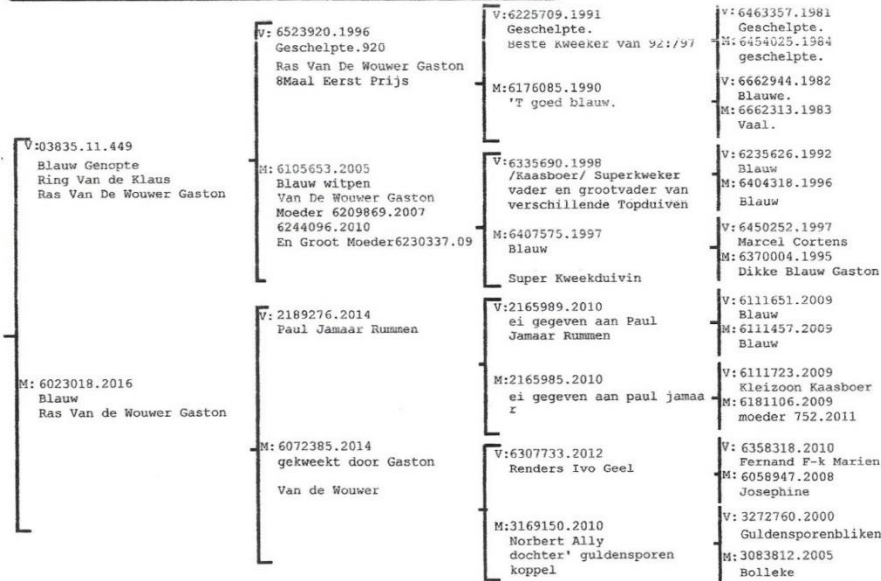 V:03835.11.449
Blauw Genopte
Ring Van de Klaus
Ras Van De Wouwer Gaston
M:6023018.2016
Blauw
Ras Van de Wouwer Gaston
V: 6523920.1996
Geschelpte.920
Ras Van De Wouwer Gaston
8Maal Eerst Prijs
M: 6105653.2005
Blauw witpen
Van De Wouwer Gaston
Moeder 6209869.2007
6244096.2010
En Groot Moeder6230337.09
V: 2189276.2014
Paul Jamaar Rummen
M: 6072385.2014
gekweekt door Gaston
Van de Wouwer
V:6225709.1991
Geschelpte.
Beste Kweeker van 92:/97
M:6176085.1990
'T goed blauw.
V:6335690.1998
/Kaasboer/ Superkweker
vader en grootvader van
verschillende Topduiven
M:6407575.1997
Blauw
Super Kweekduivin
V:2165989.2010
ei gegeven aan Paul
Jamaar Rummen
M:2165985.2010
ei gegeven aan paul jamaa
r
V:6307733.2012
Renders Ivo Geel
M:3169150.2010
Norbert Ally
dochter' guldensporen
koppel
V:6463357.1981
Geschelpte.
M:6454025.1984
geschelpte.
V:6662944.1982
Blauwe.
M:6662313.1983
Vaal.
V:6235626.1992
Blauw
M:6404318.1996
Blauw
V:6450252.1997
Marcel Cortens
M:6370004.1995
Dikke Blauw Gaston
V:6111651.2009
Blauw
M:6111457.2009
Blauw
V:6111723.2009
Kleizoon Kaasboer
M:6181106.2009
moeder 752.2011
V: 6358318.2010
Fernand F-k Marien
M: 6058947.2008
Josephine
V: 3272760.2000
Guldensporenbliken
M:3083812.2005
Bolleke